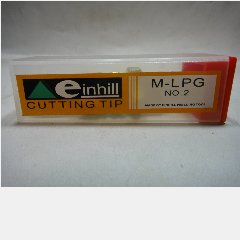 einhill
CUTTING TIP
M-LPG
NO 2